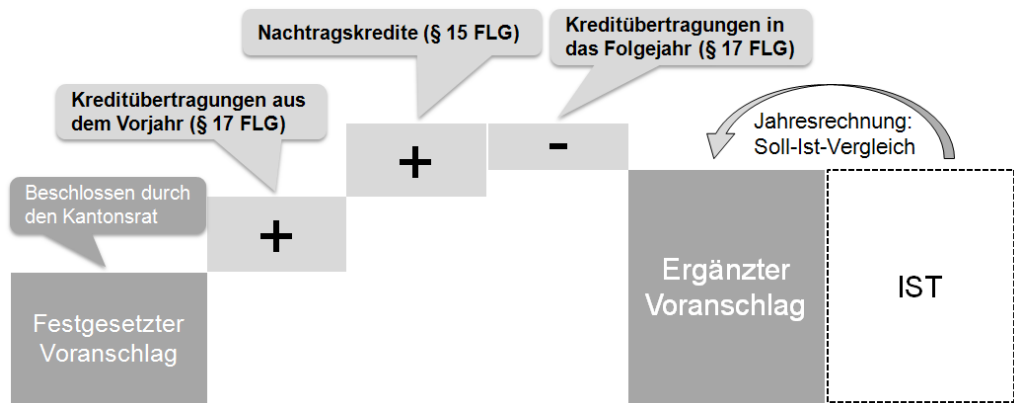 Nachtragskredite (§ 15 FLG)
Kreditübertragungen in
das Folgejahr (§ 17 FLG)
Kreditübertragungen aus
dem Vorjahr (§ 17 FLG)
Jahresrechnung:
Soll-Ist-Vergleich
+
-
Beschlossen durch
den Kantonsrat
+
Ergänzter
Voranschlag
IST
Festgesetzter
Voranschlag